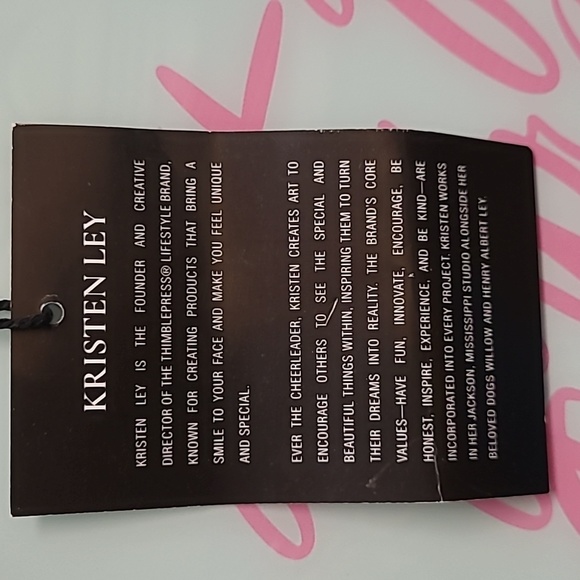 KRISTEN LEY
KRISTEN LEY IS THE FOUNDER AND CREATIVE
DIRECTOR OF THE THIMBLEPRESS® LIFESTYLE BRAND,
KNOWN FOR CREATING PRODUCTS THAT BRING A
SMILE TO YOUR FACE AND MAKE YOU FEEL UNIQUE
AND SPECIAL.
EVER THE CHEERLEADER, KRISTEN CREATES ART TO
ENCOURAGE OTHERS TO SEE THE SPECIAL AND
BEAUTIFUL THINGS WITHIN, INSPIRING THEM TO TURN
THEIR DREAMS INTO REALITY. THE BRAND'S CORE
VALUES—HAVE FUN, INNOVATE, ENCOURAGE, BE
HONEST, INSPIRE, EXPERIENCE, AND BE KIND—ARE
INCORPORATED INTO EVERY PROJECT. KRISTEN WORKS
IN HER JACKSON, MISSISSIPPI STUDIO ALONGSIDE HER
BELOVED DOGS WILLOW AND HENRY ALBERT LEY.